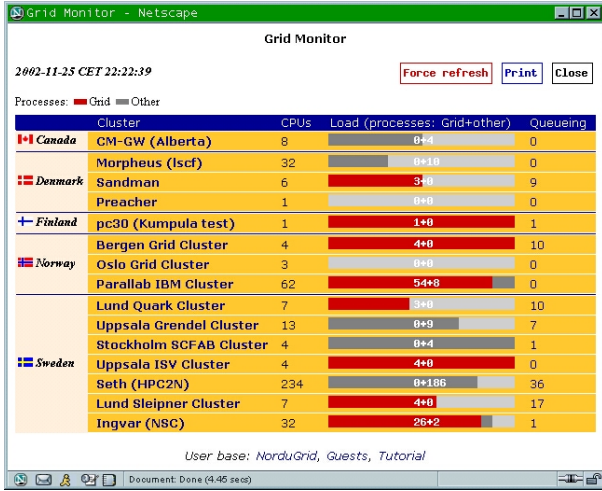 Grid Monitor - Netscape
Grid Monitor
2002-11-25 CET 22:22:39
Force refresh Print Close
Processes: Grid Other
Cluster CPUs Load (processes: Grid+other) Queueing
Canada CM-GW (Alberta) 8 0+4 0
Morpheus (lscf) 32 0+10 0
Denmark Sandman 6 3+0 9
Preacher 1 0+0 0
Finland pc30 (Kumpula test) 1 1+0 1
Bergen Grid Cluster 4 4+0 10
Norway Oslo Grid Cluster 3 0+0 0
Parallab IBM Cluster 62 54+8 0
Lund Quark Cluster 7 3+0 10
Uppsala Grendel Cluster 13 0+9 7
Stockholm SCFAB Cluster 4 0+4 1
Sweden Uppsala ISV Cluster 4 4+0 0
Seth (HPC2N) 234 0+186 36
Lund Sleipner Cluster 7 4+0 17
Ingvar (NSC) 32 26+2 1
User base: NorduGrid, Guests, Tutorial
Document: Done (4.45 secs)